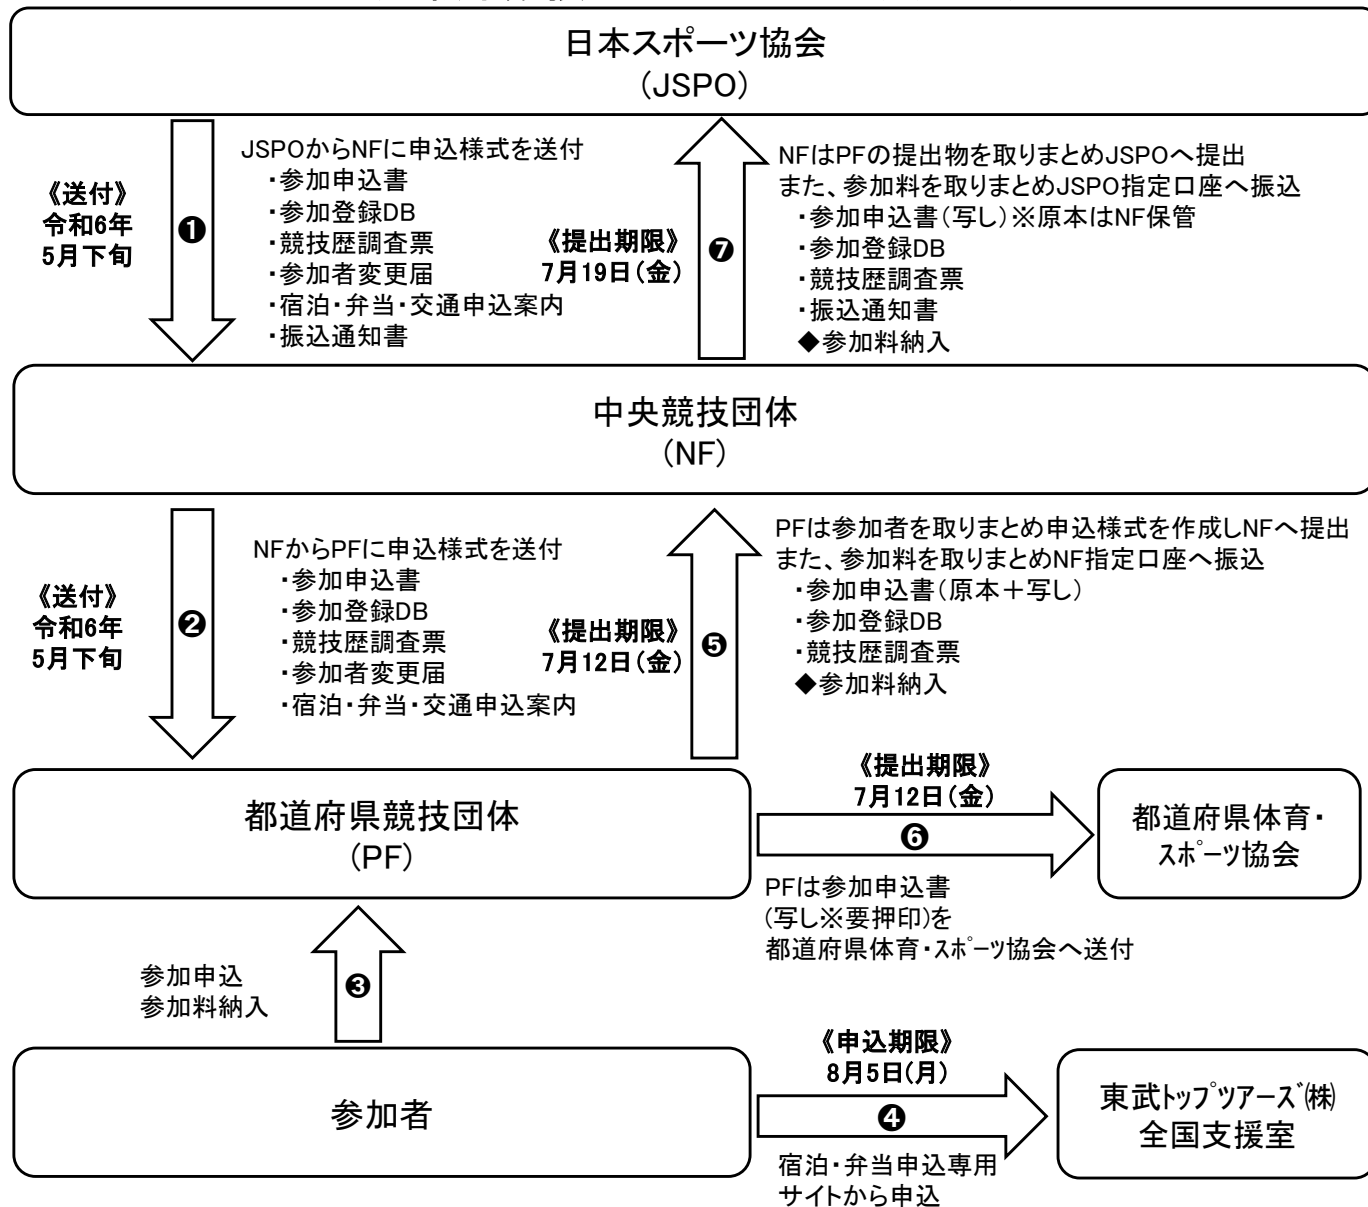 日本スポーツ協会
(JSPO)
《送付》
令和6年
5月下旬
❶
JSPOからNFに申込様式を送付
・参加申込書
・参加登録DB
・競技歴調査票
・参加者変更届
・宿泊・弁当・交通申込案内
・振込通知書
《提出期限》
7月19日(金)
❼
NFはPFの提出物を取りまとめJSPOへ提出
また、参加料を取りまとめJSPO指定口座へ振込
・参加申込書(写し)※原本はNF保管
・参加登録DB
・競技歴調査票
・振込通知書
◆参加料納入
中央競技団体
(NF)
《送付》
令和6年
5月下旬
❷
NFからPFに申込様式を送付
・参加申込書
・参加登録DB
・競技歴調査票
・参加者変更届
・宿泊・弁当・交通申込案内
《提出期限》
7月12日(金)
❺
PFは参加者を取りまとめ申込様式を作成しNFへ提出
また、参加料を取りまとめNF指定口座へ振込
・参加申込書(原本+写し)
・参加登録DB
・競技歴調査票
◆参加料納入
都道府県競技団体
(PF)
《提出期限》
7月12日(金)
❻
PFは参加申込書
(写し※要押印)を
都道府県体育・スポーツ協会へ送付
都道府県体育・
スポーツ協会
参加申込
参加料納入
❸
参加者
《申込期限》
8月5日(月)
❹
宿泊・弁当申込専用
サイトから申込
東武トップツアーズ㈱
全国支援室